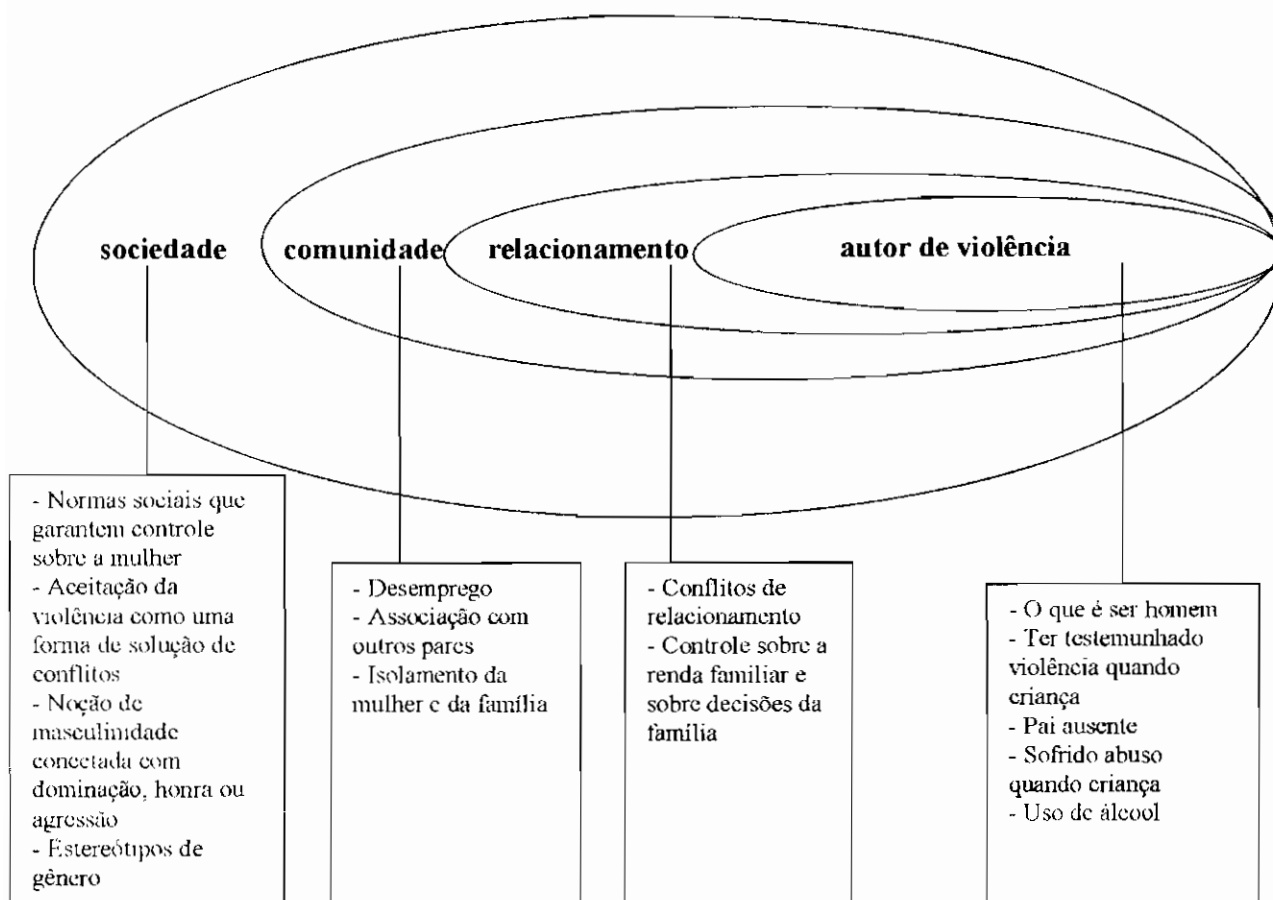 sociedade
comunidade
relacionamento
autor de violência
- Normas sociais que
garantem controle
sobre a mulher
- Aceitação da
violência como uma
forma de solução de
conflitos
- Noção de
masculinidade
conectada com
dominação, honra ou
agressão
- Estereótipos de
gênero
- Desemprego
- Associação com
outros pares
- Isolamento da
mulher e da família
- Conflitos de
relacionamento
- Controle sobre a
renda familiar e
sobre decisões da
família
- O que é ser homem
- Ter testemunhado
violência quando
criança
- Pai ausente
- Sofrido abuso
quando criança
- Uso de álcool